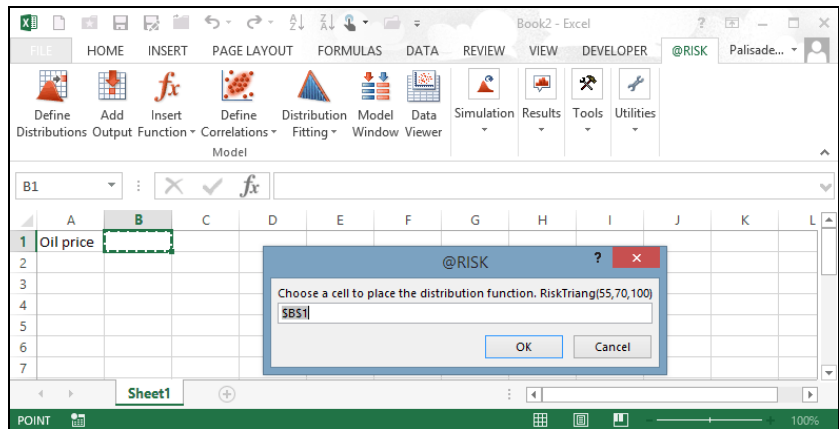 Book2 - Excel
FILE HOME INSERT PAGE LAYOUT FORMULAS DATA REVIEW VIEW DEVELOPER @RISK Palisade...
Define Distributions
Add Output
Insert Function
Define Correlations
Distribution Fitting
Model Window
Data Viewer
Simulation
Results
Tools
Utilities
Model
B1
fx
A B C D E F G H I J K L
1 Oil price
2
3
4
5
6
7
@RISK
Choose a cell to place the distribution function. RiskTriang(55,70,100)
$B$1
OK Cancel
Sheet1
POINT 100%